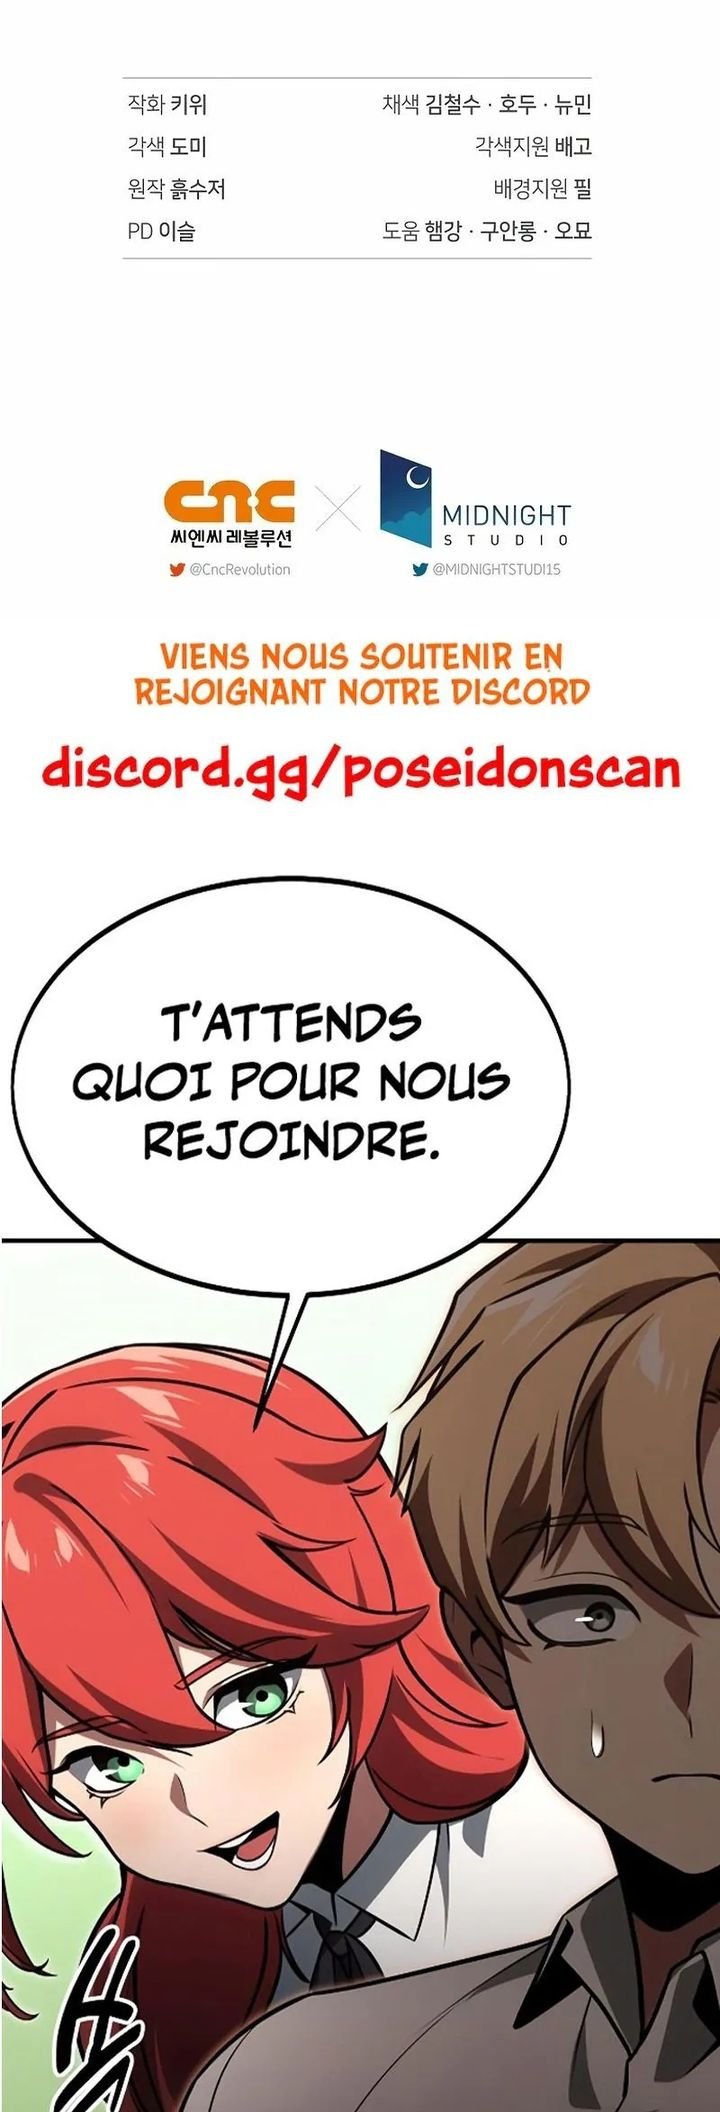 작화 키위 채색 김철수 · 호두 · 뉴민
각색 도미 각색지원 배고
원작 흙수저 배경지원 필
PD 이슬 도움 햄강 · 구안롱 · 오묘
CNC
씨엔씨 레볼루션
@CncRevolution
MIDNIGHT
STUDIO
@MIDNIGHTSTUDI15
VIENS NOUS SOUTENIR EN
REJOIGNANT NOTRE DISCORD
discord.gg/poseidonscan
T'ATTENDS
QUOI POUR NOUS
REJOINDRE.